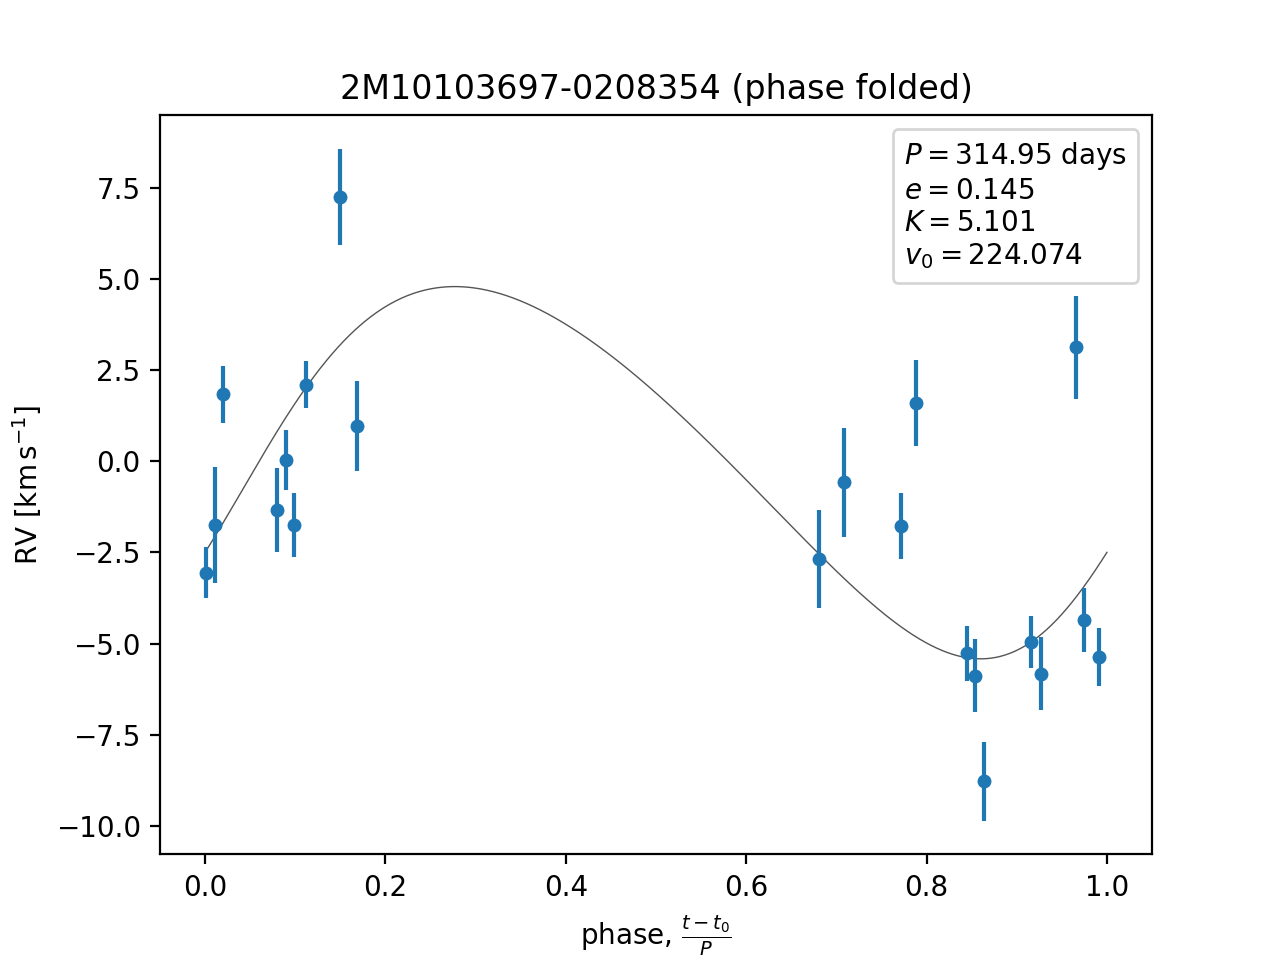 2M10103697-0208354 (phase folded)
P = 314.95 days
e = 0.145
K = 5.101
v₀ = 224.074
7.5
5.0
2.5
0.0
−2.5
−5.0
−7.5
−10.0
RV [km s⁻¹]
0.0 0.2 0.4 0.6 0.8 1.0
phase, (t − t₀)/P